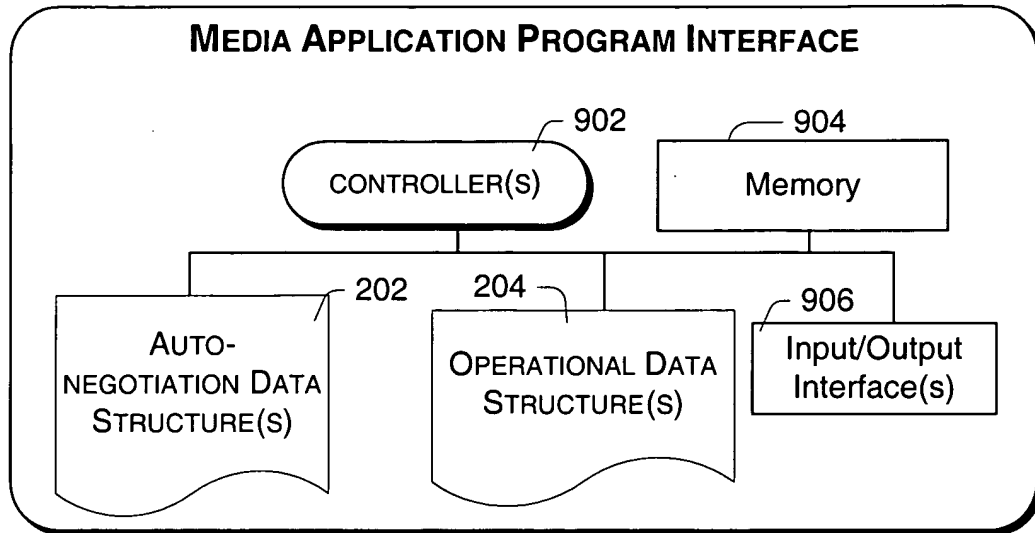 MEDIA APPLICATION PROGRAM INTERFACE
902
904
CONTROLLER(S)
Memory
202
204
906
AUTO-
NEGOTIATION DATA
STRUCTURE(S)
OPERATIONAL DATA
STRUCTURE(S)
Input/Output
Interface(s)